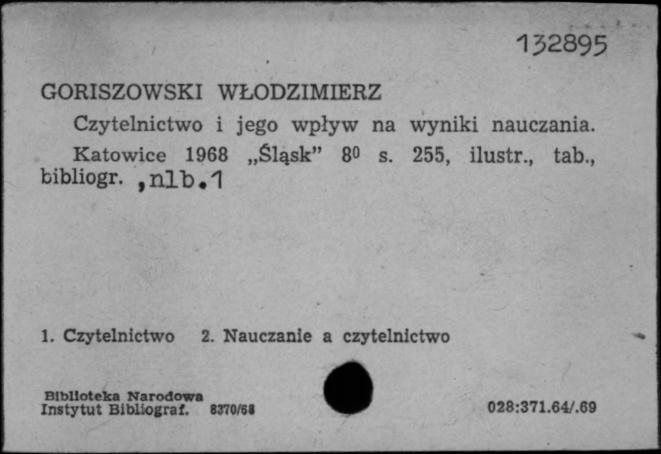 132895
GORISZOWSKI WŁODZIMIERZ
Czytelnictwo i jego wpływ na wyniki nauczania.
Katowice 1968 „Śląsk” 8⁰ s. 255, ilustr., tab.,
bibliogr. ,nlb.1
1. Czytelnictwo 2. Nauczanie a czytelnictwo
Biblioteka Narodowa
Instytut Bibliograf. 8370/68
028:371.64/.69